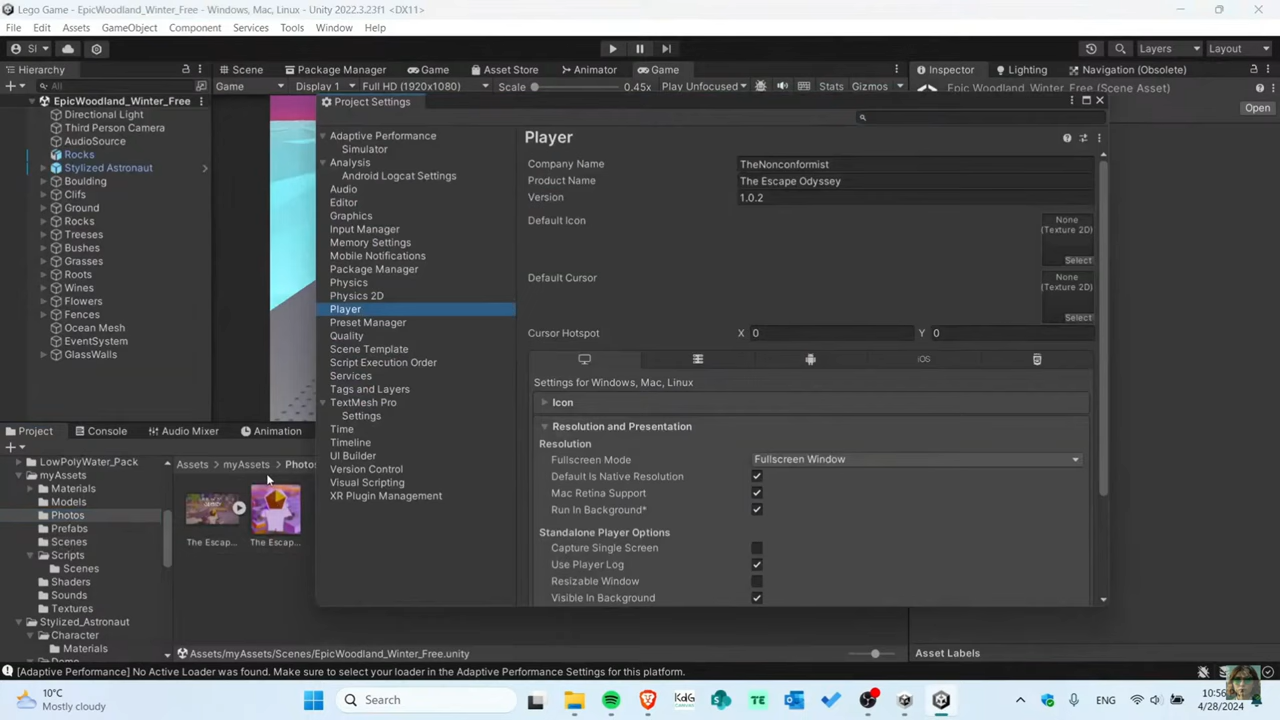 Lego Game - EpicWoodland_Winter_Free - Windows, Mac, Linux - Unity 2022.3.23f1 <DX11>
File Edit Assets GameObject Component Services Tools Window Help
SI Layers Layout
Hierarchy Scene Package Manager Game Asset Store Animator Game Inspector Lighting Navigation (Obsolete)
All Game Display 1 Full HD (1920x1080) Scale 0.45x Play Unfocused Stats Gizmos Epic Woodland Winter Free (Scene Asset)
Open
EpicWoodland_Winter_Free
Directional Light
Third Person Camera
AudioSource
Rocks
Stylized Astronaut
Boulding
Clifs
Ground
Rocks
Treeses
Bushes
Grasses
Roots
Wines
Flowers
Fences
Ocean Mesh
EventSystem
GlassWalls
Project Settings
Adaptive Performance
Simulator
Analysis
Android Logcat Settings
Audio
Editor
Graphics
Input Manager
Memory Settings
Mobile Notifications
Package Manager
Physics
Physics 2D
Player
Preset Manager
Quality
Scene Template
Script Execution Order
Services
Tags and Layers
TextMesh Pro
Settings
Time
Timeline
UI Builder
Version Control
Visual Scripting
XR Plugin Management
Player
Company Name TheNonconformist
Product Name The Escape Odyssey
Version 1.0.2
Default Icon None
(Texture 2D)
Select
Default Cursor None
(Texture 2D)
Select
Cursor Hotspot X 0 Y 0
iOS
Settings for Windows, Mac, Linux
Icon
Resolution and Presentation
Resolution
Fullscreen Mode Fullscreen Window
Default Is Native Resolution
Mac Retina Support
Run In Background*
Standalone Player Options
Capture Single Screen
Use Player Log
Resizable Window
Visible In Background
Project Console Audio Mixer Animation
Assets > myAssets > Photos
LowPolyWater_Pack
myAssets
Materials
Models
Photos
Prefabs
Scenes
Scripts
Scenes
Shaders
Sounds
Textures
Stylized_Astronaut
Character
Materials
The Escap... The Escap...
Assets/myAssets/Scenes/EpicWoodland_Winter_Free.unity
Asset Labels
[Adaptive Performance] No Active Loader was found. Make sure to select your loader in the Adaptive Performance Settings for this platform.
10°C
Mostly cloudy
Search
KdG
TE
ENG
4/28/2024